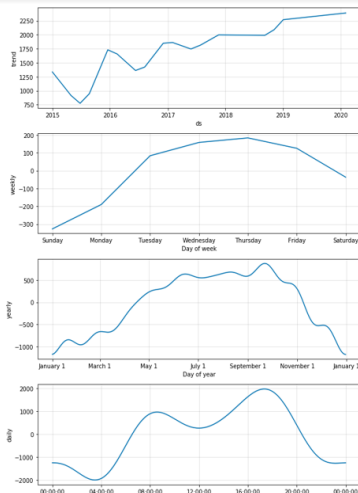 2500
2250
2000
1750
1500
1250
1000
750
trend
2015 2016 2017 2018 2019 2020
ds
200
100
0
−100
−200
−300
weekly
Sunday Monday Tuesday Wednesday Thursday Friday Saturday
Day of week
500
0
−500
−1000
yearly
January 1 March 1 May 1 July 1 September 1 November 1 January 1
Day of year
2000
1000
0
−1000
−2000
daily
00:00:00 04:00:00 08:00:00 12:00:00 16:00:00 20:00:00 00:00:00